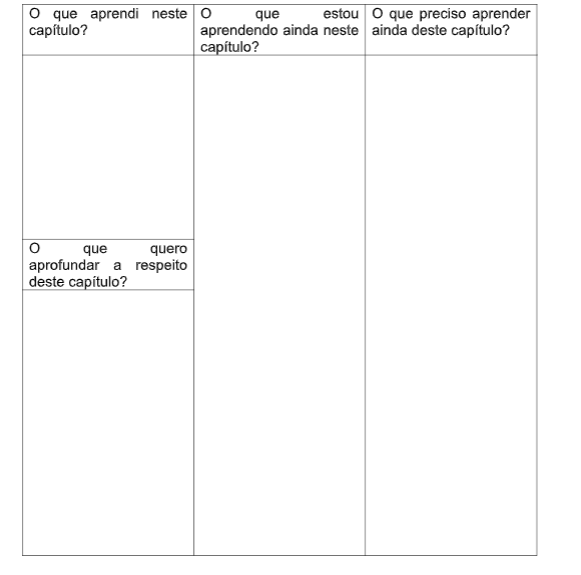 O que aprendi neste
capítulo?
O que estou
aprendendo ainda neste
capítulo?
O que preciso aprender
ainda deste capítulo?
O que quero
aprofundar a respeito
deste capítulo?